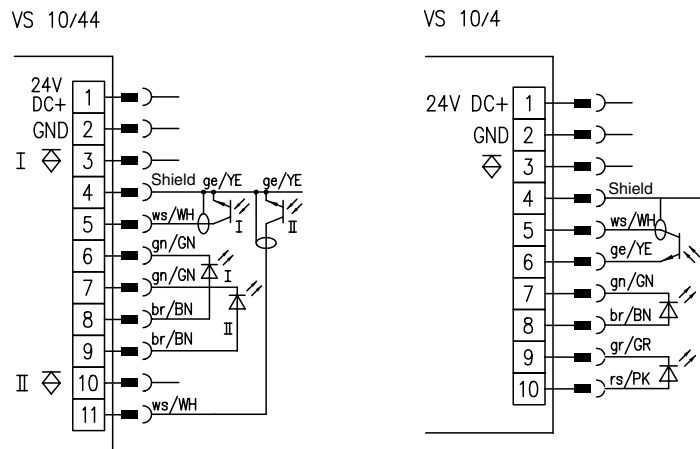 VS 10/44
24V
DC+ 1
GND 2
I 3
4 Shield ge/YE ge/YE
5 ws/WH I II
6 gn/GN
7 gn/GN I
8 br/BN II
9 br/BN
II 10
11 ws/WH
VS 10/4
24V DC+ 1
GND 2
3
4 Shield
5 ws/WH
6 ge/YE
7 gn/GN
8 br/BN
9 gr/GR
10 rs/PK